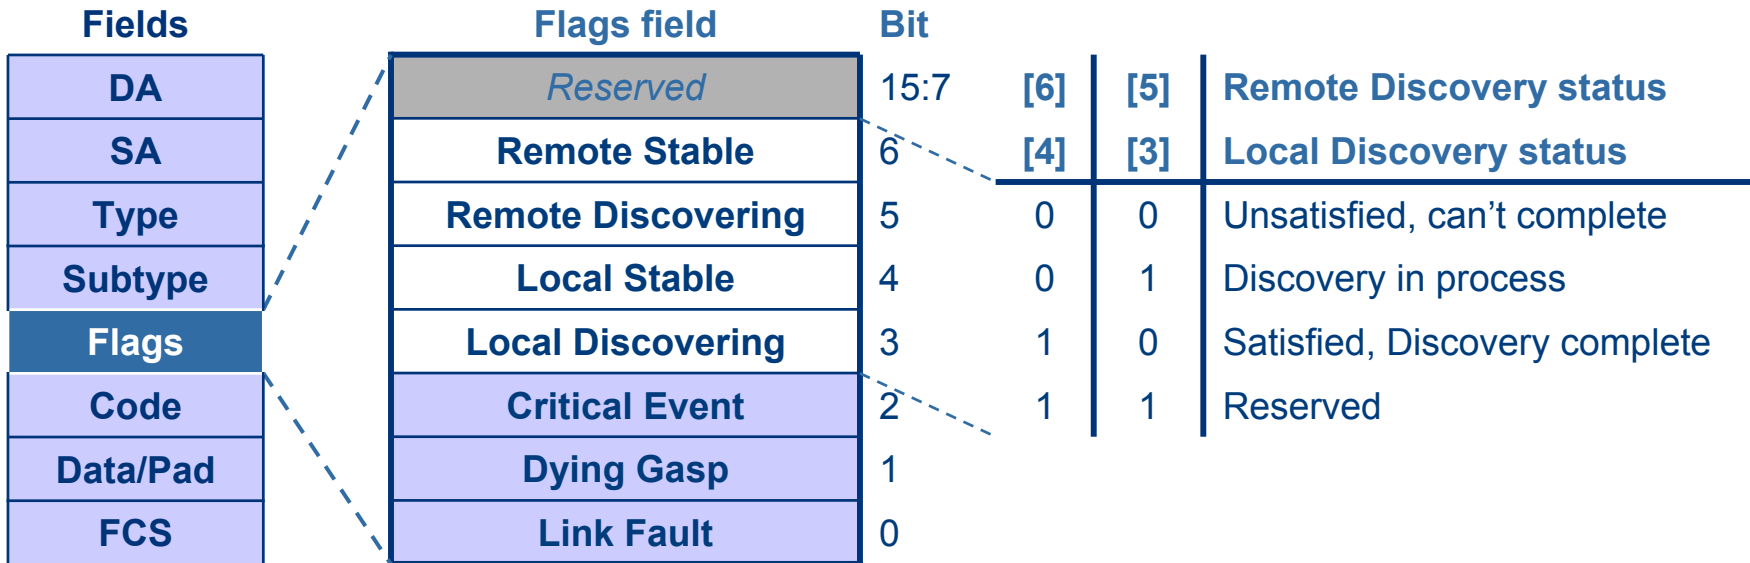 Fields Flags field Bit
DA Reserved 15:7 [6] [5] Remote Discovery status
SA Remote Stable 6 [4] [3] Local Discovery status
Type Remote Discovering 5 0 0 Unsatisfied, can't complete
Subtype Local Stable 4 0 1 Discovery in process
Flags Local Discovering 3 1 0 Satisfied, Discovery complete
Code Critical Event 2 1 1 Reserved
Data/Pad Dying Gasp 1
FCS Link Fault 0